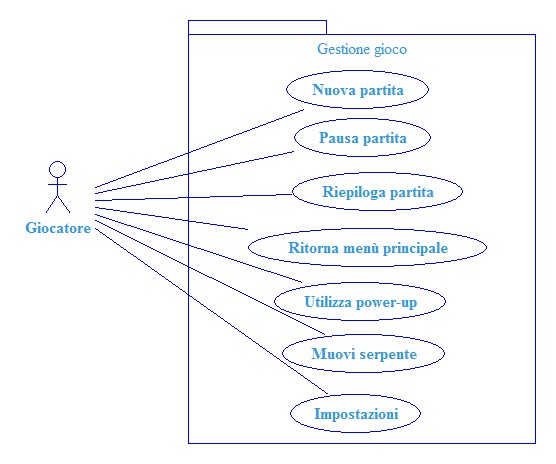 Gestione gioco
Nuova partita
Pausa partita
Riepiloga partita
Giocatore
Ritorna menù principale
Utilizza power-up
Muovi serpente
Impostazioni